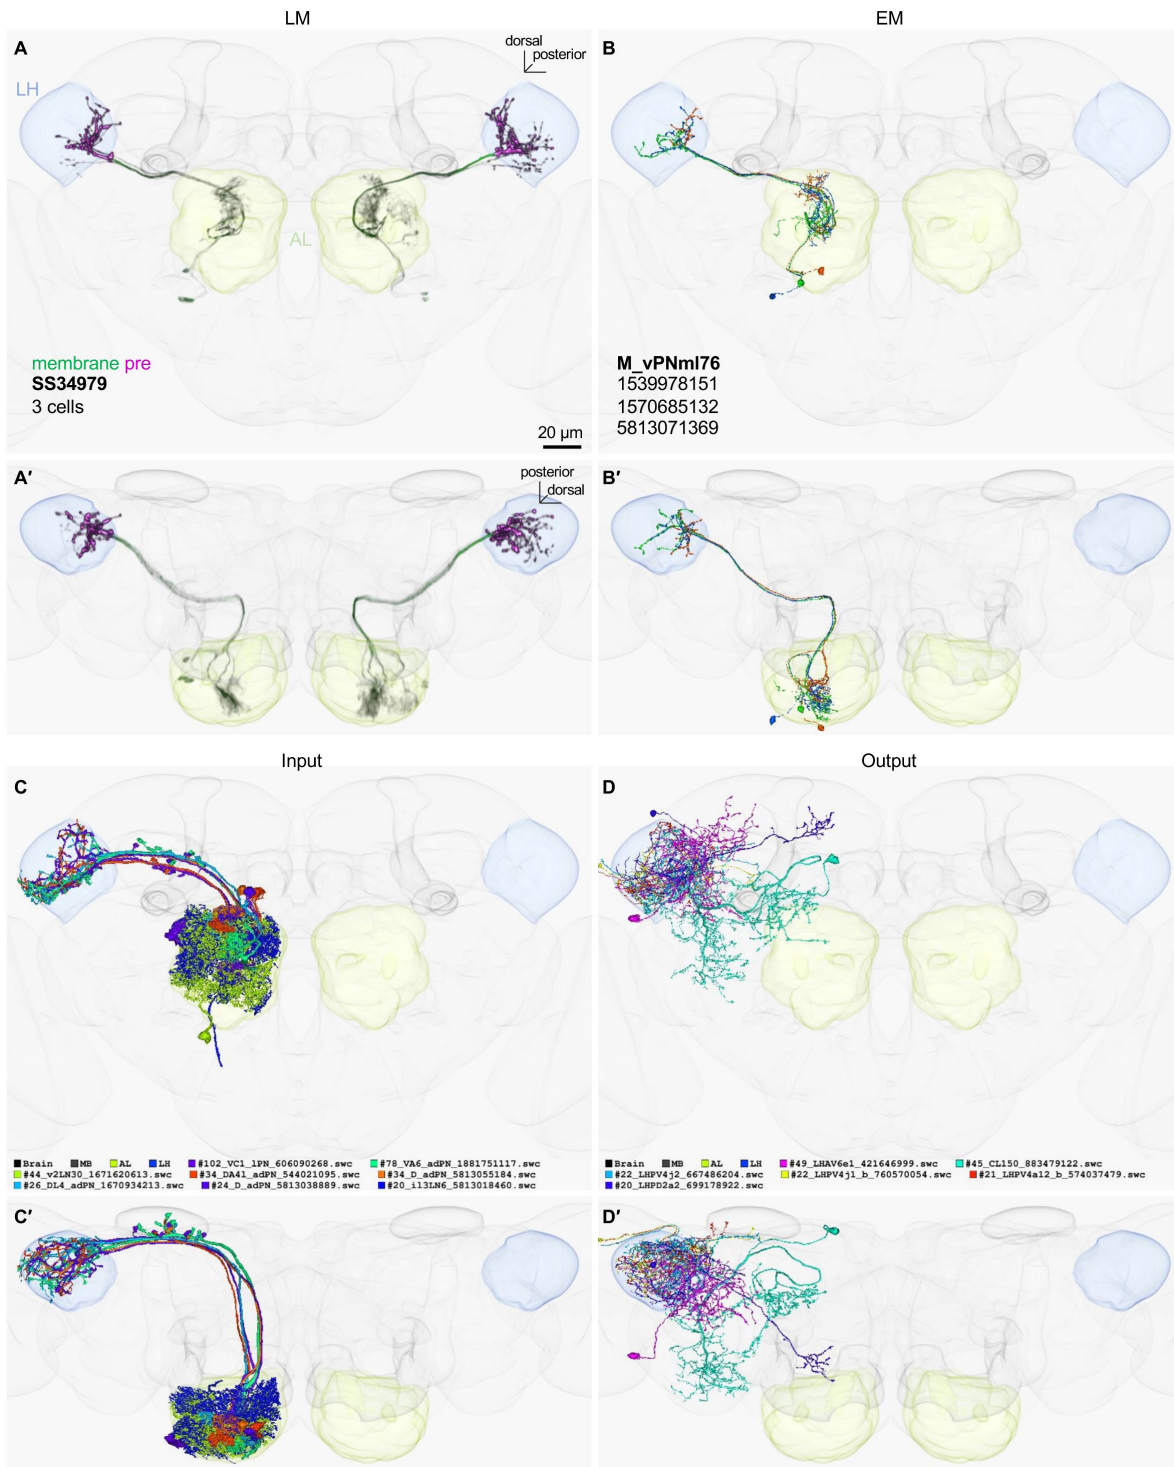 LM
EM
A
dorsal
posterior
B
LH
AL
membrane pre
SS34979
3 cells
20 µm
M_vPNml76
1539978151
1570685132
5813071369
A′
posterior
dorsal
B′
Input
Output
C
D
Brain MB AL LH #102_VC1_lPN_606090268.swc #78_VA6_adPN_1881751117.swc
#44_v2LN30_1671620613.swc #34_DA4l_adPN_544021095.swc #34_D_adPN_5813055184.swc
#26_DL4_adPN_1670934213.swc #24_D_adPN_5813038889.swc #20_il3LN6_5813018460.swc
Brain MB AL LH #49_LHAV6e1_421646999.swc #45_CL150_883479122.swc
#22_LHPV4j2_667486204.swc #22_LHPV4j1_b_760570054.swc #21_LHPV4a12_b_574037479.swc
#20_LHPD2a2_699178922.swc
C′
D′